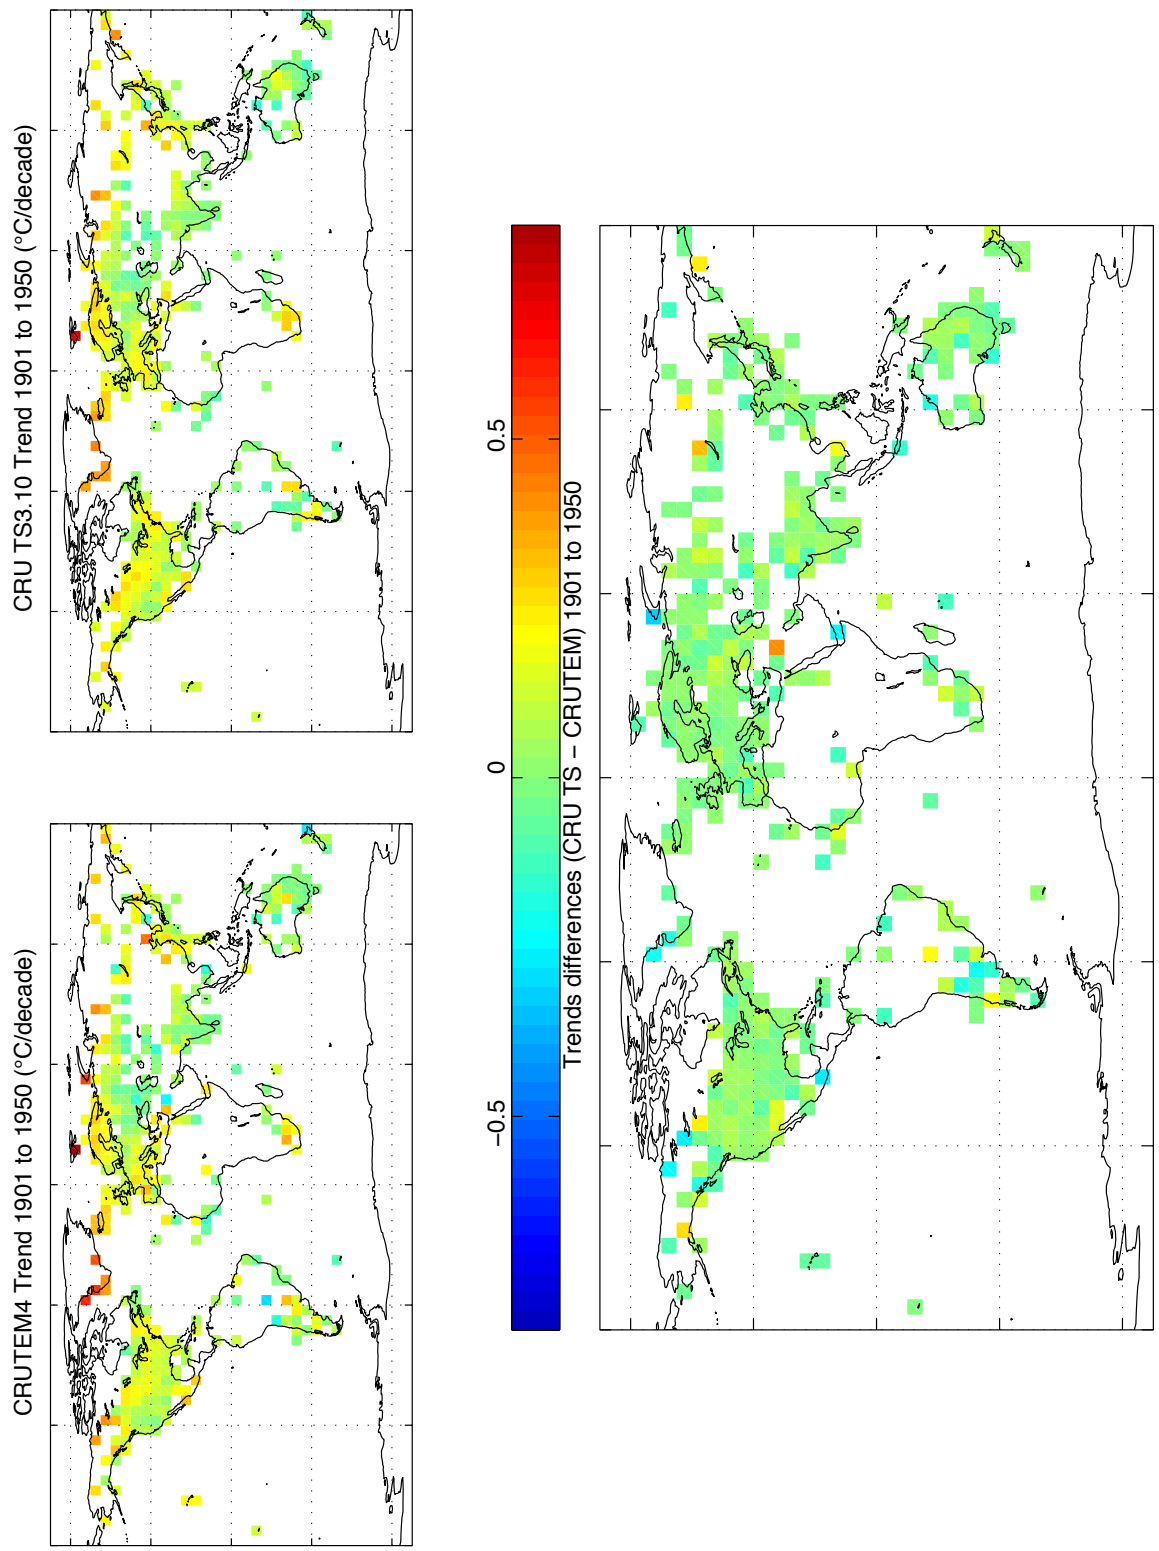 CRUTEM4 Trend 1901 to 1950 (°C/decade)
CRU TS3.10 Trend 1901 to 1950 (°C/decade)
−0.5
0
0.5
Trends differences (CRU TS − CRUTEM) 1901 to 1950